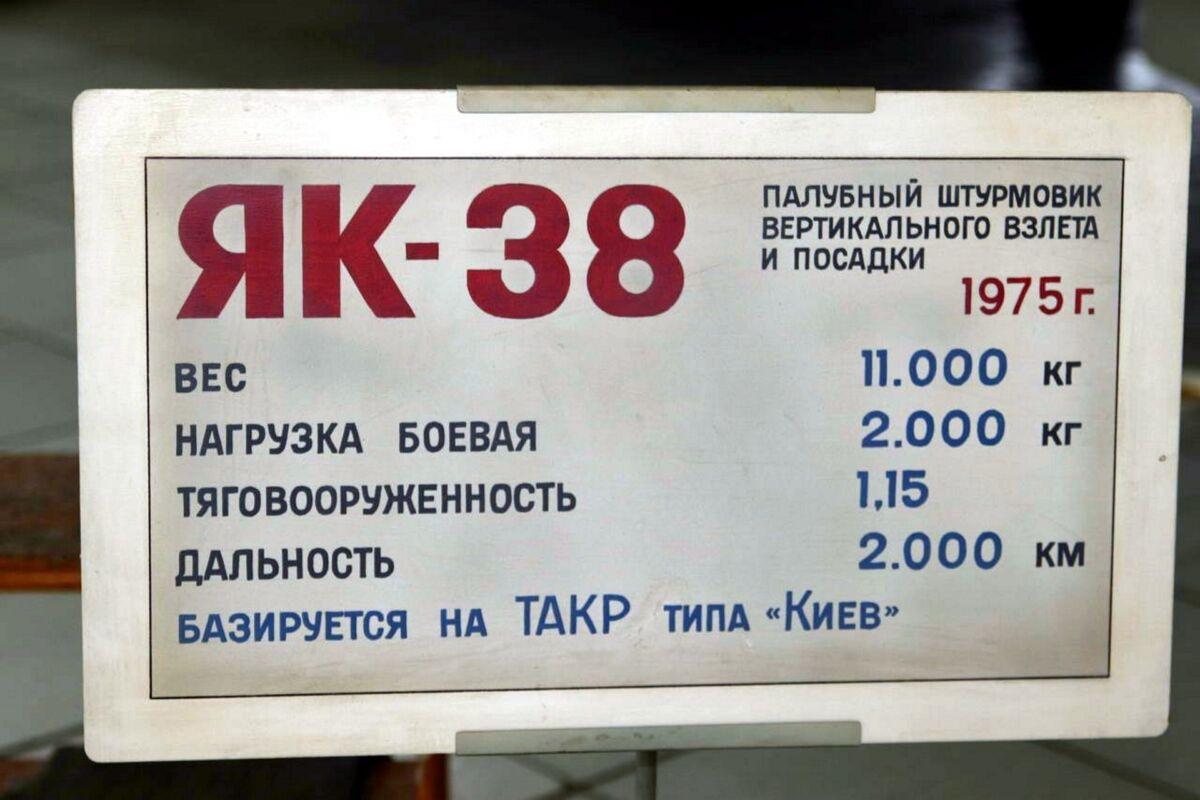 ЯК-38
ПАЛУБНЫЙ ШТУРМОВИК
ВЕРТИКАЛЬНОГО ВЗЛЕТА
И ПОСАДКИ
1975 г.
ВЕС 11.000 кг
НАГРУЗКА БОЕВАЯ 2.000 кг
ТЯГОВООРУЖЕННОСТЬ 1,15
ДАЛЬНОСТЬ 2.000 км
БАЗИРУЕТСЯ НА ТАКР ТИПА «КИЕВ»